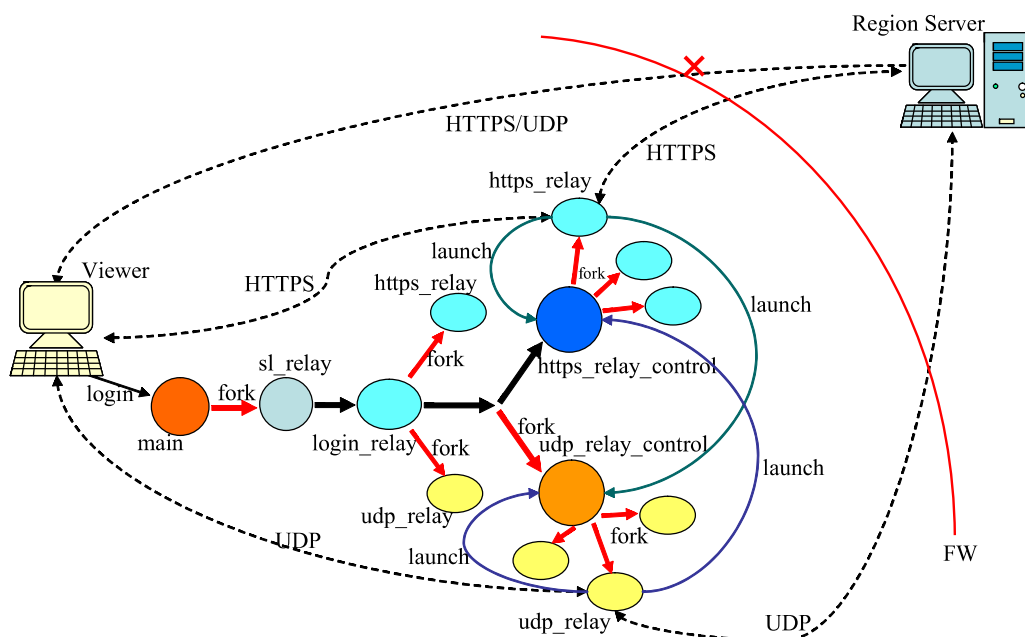 Region Server
HTTPS/UDP
HTTPS
https_relay
launch
Viewer
HTTPS
https_relay
fork
launch
fork
sl_relay
https_relay_control
login
fork
main
login_relay
fork
udp_relay_control
fork
launch
udp_relay
UDP
fork
launch
FW
udp_relay
UDP